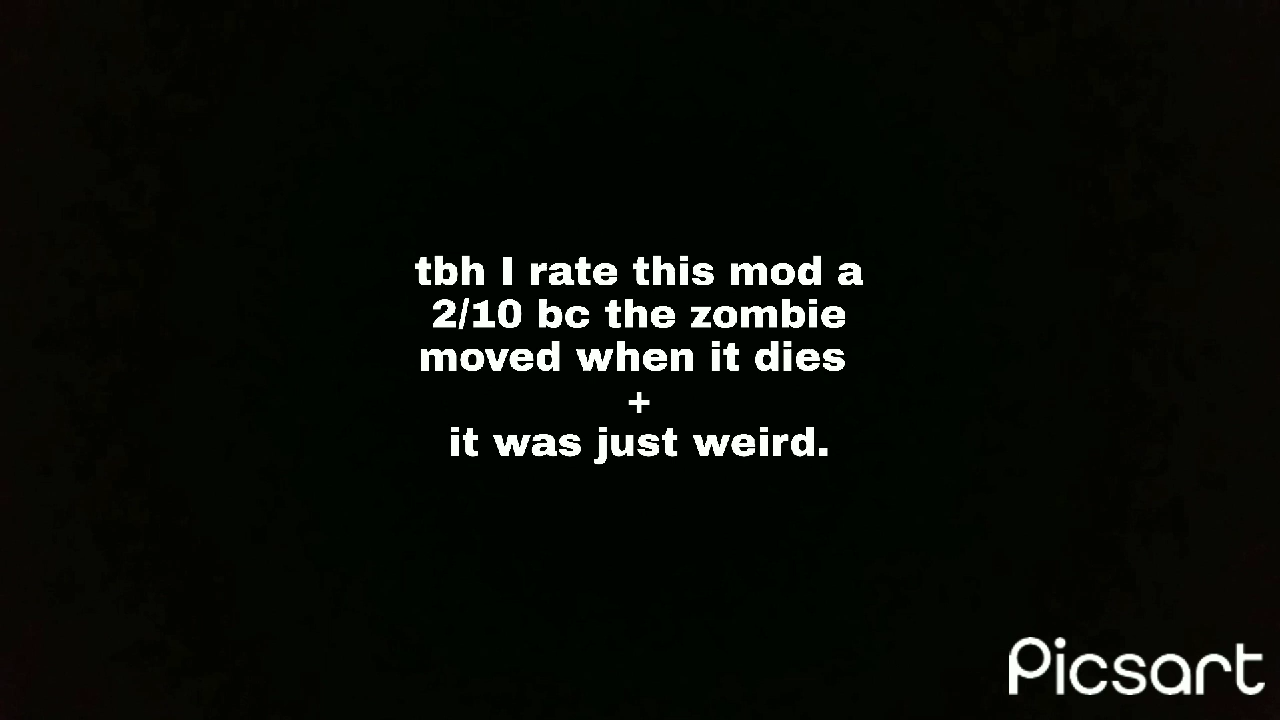 tbh I rate this mod a
2/10 bc the zombie
moved when it dies
+
it was just weird.
Picsart